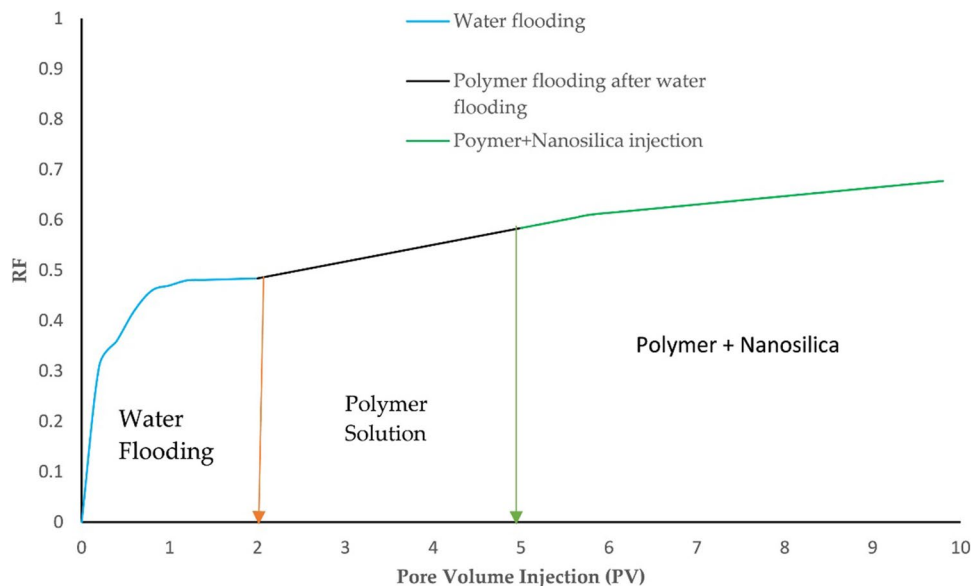 Water flooding
Polymer flooding after water
flooding
Poymer+Nanosilica injection
1
0.9
0.8
0.7
0.6
0.5
0.4
0.3
0.2
0.1
0
RF
Water
Flooding
Polymer
Solution
Polymer + Nanosilica
0 1 2 3 4 5 6 7 8 9 10
Pore Volume Injection (PV)